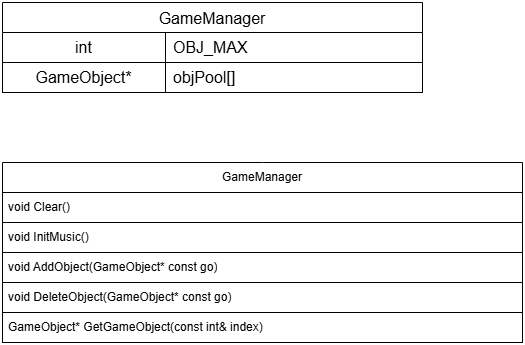 GameManager
int OBJ_MAX
GameObject* objPool[]
GameManager
void Clear()
void InitMusic()
void AddObject(GameObject* const go)
void DeleteObject(GameObject* const go)
GameObject* GetGameObject(const int& index)